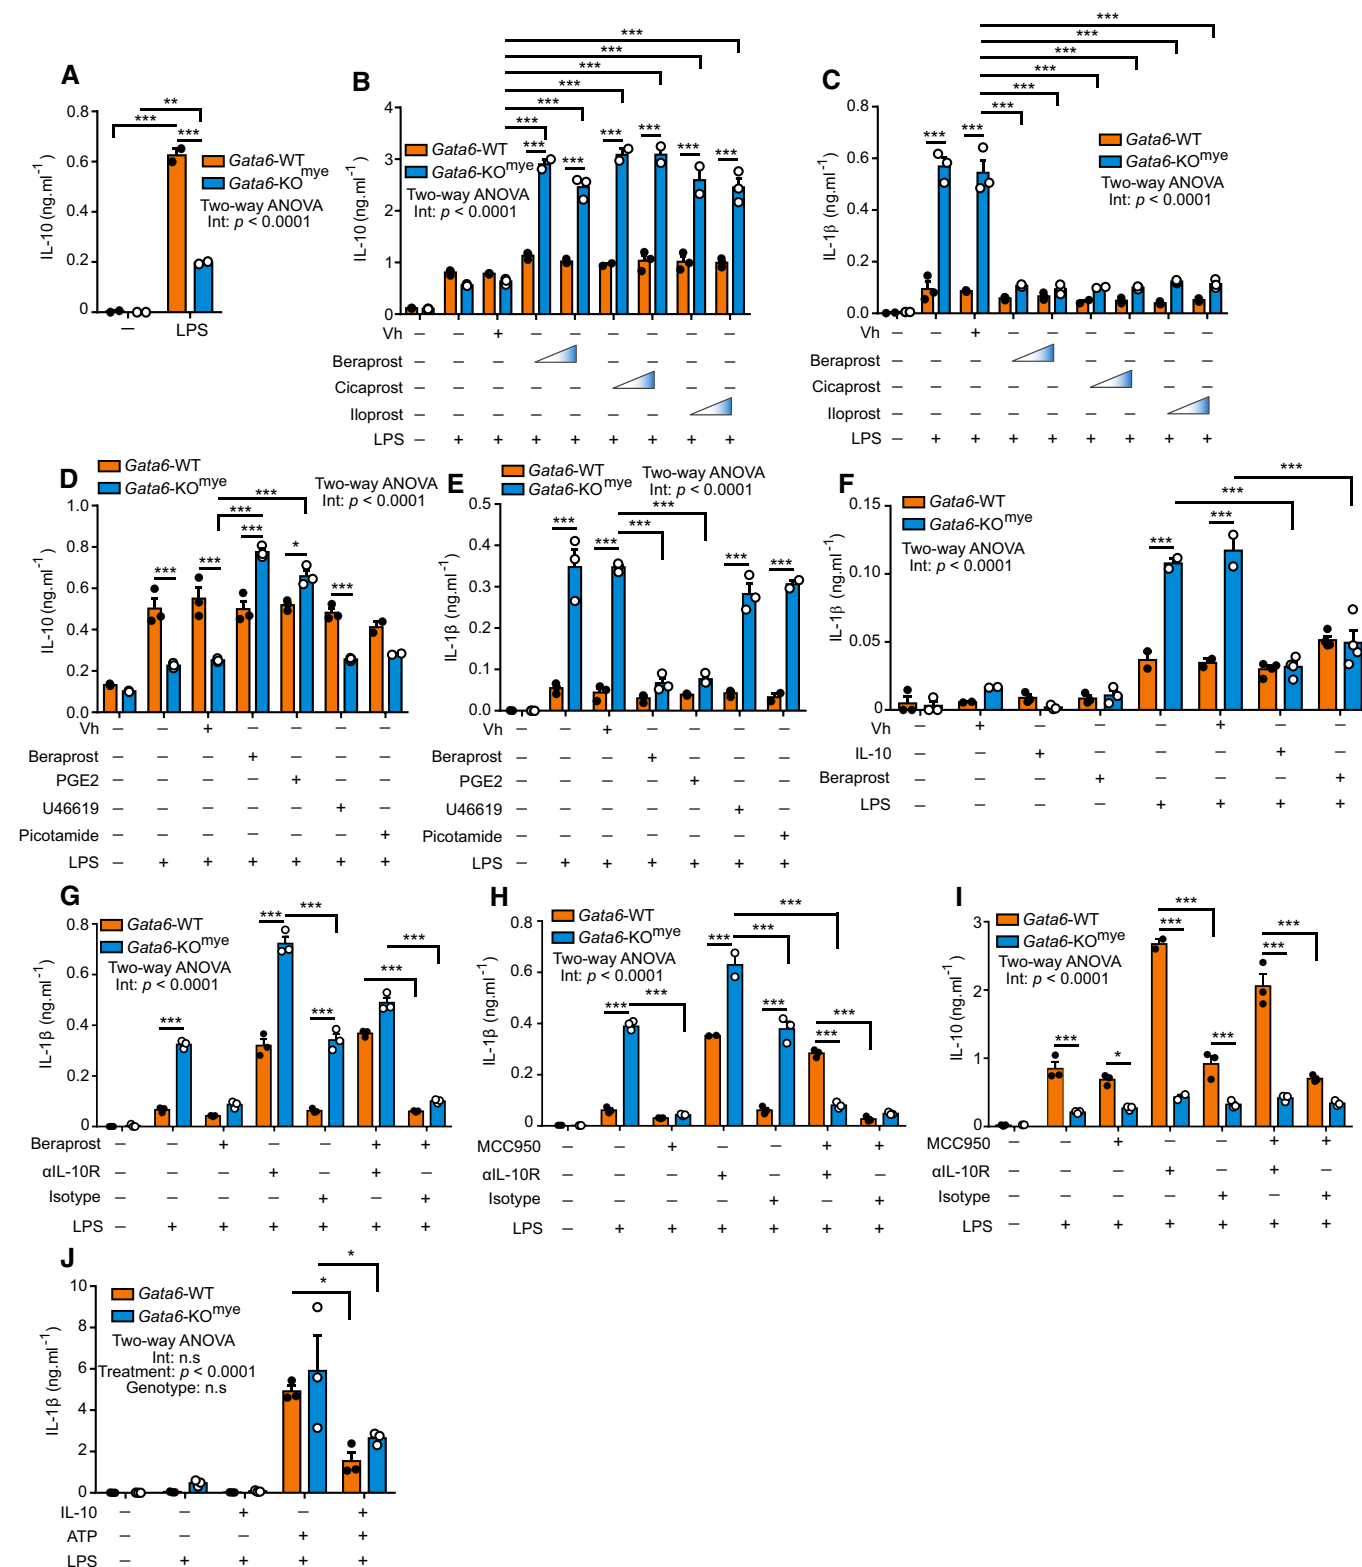 A
IL-10 (ng.ml-1)
0.8
0.6
0.4
0.2
0
** 
***
***
Gata6-WT
Gata6-KOmye
Two-way ANOVA
Int: p < 0.0001
– LPS
B
IL-10 (ng.ml-1)
4
3
2
1
0
***
***
***
***
***
***
*** *** *** *** *** ***
Gata6-WT
Gata6-KOmye
Two-way ANOVA
Int: p < 0.0001
Vh – – + – – – – – –
Beraprost – – – – – – –
Cicaprost – – – – – – –
Iloprost – – – – – – –
LPS – + + + + + + + +
C
IL-1β (ng.ml-1)
0.8
0.6
0.4
0.2
0.0
***
***
***
***
***
***
*** ***
Gata6-WT
Gata6-KOmye
Two-way ANOVA
Int: p < 0.0001
Vh – – + – – – – – –
Beraprost – – – – – – –
Cicaprost – – – – – – –
Iloprost – – – – – – –
LPS – + + + + + + + +
D
Gata6-WT
Gata6-KOmye
Two-way ANOVA
Int: p < 0.0001
IL-10 (ng.ml-1)
1.0
0.8
0.6
0.4
0.2
0.0
***
***
*** *** *** * ***
Vh – – + – – – –
Beraprost – – – + – – –
PGE2 – – – – + – –
U46619 – – – – – + –
Picotamide – – – – – – +
LPS – + + + + + +
E
Gata6-WT
Gata6-KOmye
Two-way ANOVA
Int: p < 0.0001
IL-1β (ng.ml-1)
0.5
0.4
0.3
0.2
0.1
0.0
***
***
*** *** *** ***
Vh – – + – – – –
Beraprost – – – + – – –
PGE2 – – – – + – –
U46619 – – – – – + –
Picotamide – – – – – – +
LPS – + + + + + +
F
IL-1β (ng.ml-1)
0.15
0.10
0.05
0
Gata6-WT
Gata6-KOmye
Two-way ANOVA
Int: p < 0.0001
***
***
*** ***
Vh – + – – – + – –
IL-10 – – + – – – + –
Beraprost – – – + – – – +
LPS – – – – + + + +
G
IL-1β (ng.ml-1)
0.8
0.6
0.4
0.2
0
Gata6-WT
Gata6-KOmye
Two-way ANOVA
Int: p < 0.0001
*** ***
***
***
*** ***
Beraprost – – + – – + +
αIL-10R – – – + – + –
Isotype – – – – + – +
LPS – + + + + + +
H
IL-1β (ng.ml-1)
0.8
0.6
0.4
0.2
0
Gata6-WT
Gata6-KOmye
Two-way ANOVA
Int: p < 0.0001
***
*** ***
*** *** *** ***
***
MCC950 – – + – – + +
αIL-10R – – – + – + –
Isotype – – – – + – +
LPS – + + + + + +
I
IL-10 (ng.ml-1)
3
2
1
0
Gata6-WT
Gata6-KOmye
Two-way ANOVA
Int: p < 0.0001
***
*** ***
***
*** * ***
MCC950 – – + – – + +
αIL-10R – – – + – + –
Isotype – – – – + – +
LPS – + + + + + +
J
IL-1β (ng.ml-1)
10
8
6
4
2
0
Gata6-WT
Gata6-KOmye
Two-way ANOVA
Int: n.s
Treatment: p < 0.0001
Genotype: n.s
*
*
IL-10 – – + – +
ATP – – – + +
LPS – + + + +